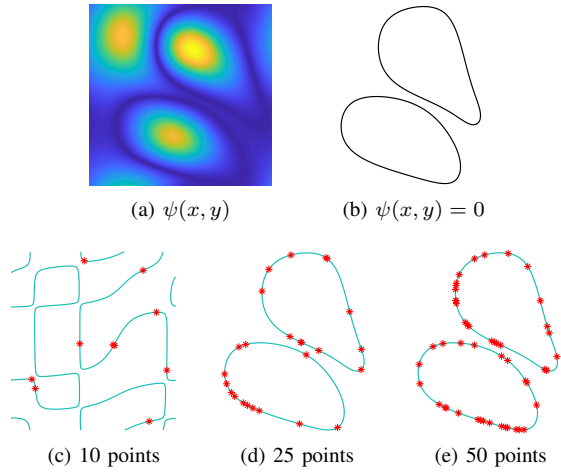 (a) ψ(x, y)
(b) ψ(x, y) = 0
(c) 10 points
(d) 25 points
(e) 50 points